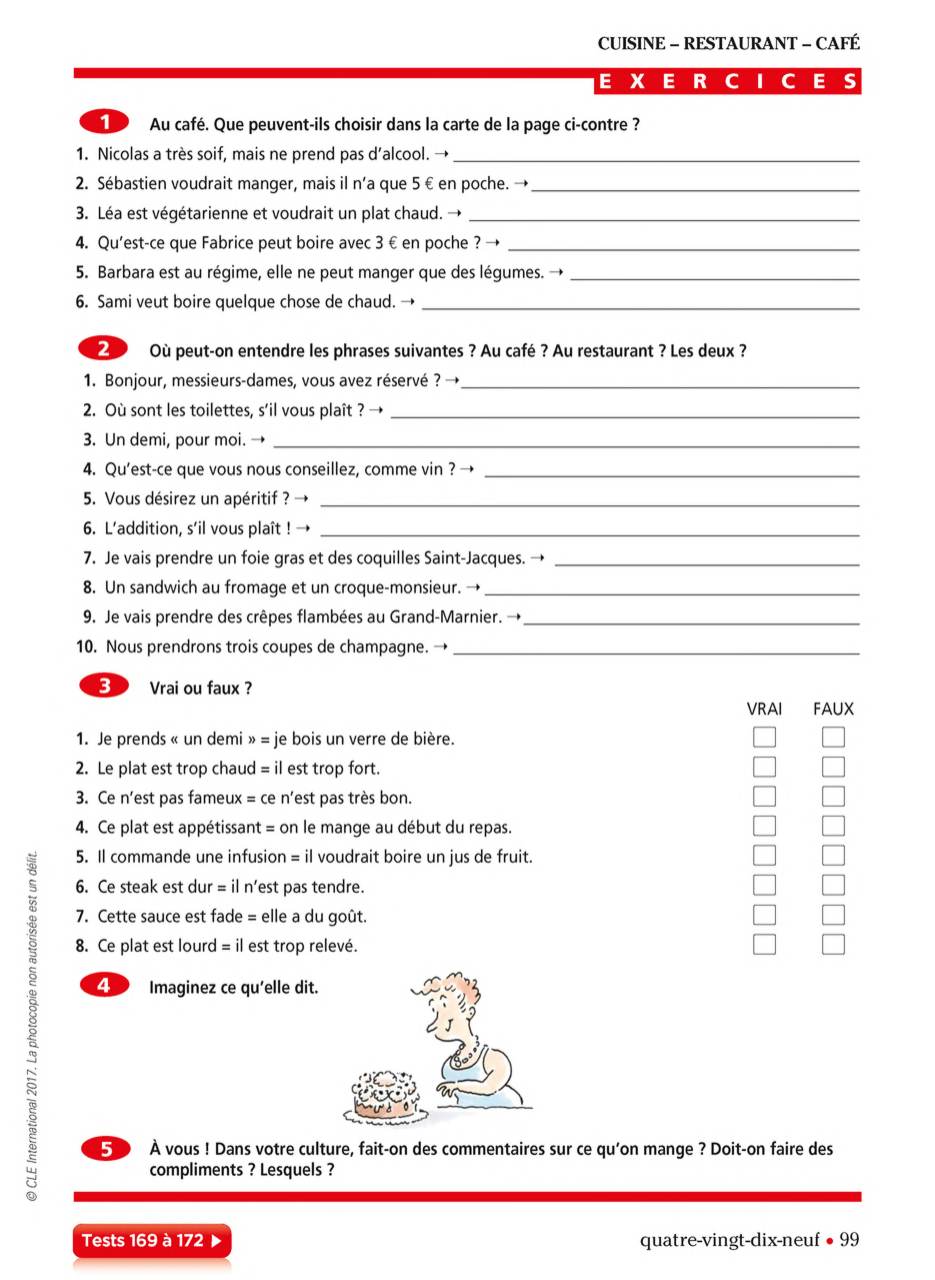 CUISINE – RESTAURANT – CAFÉ
EXERCICES
1 Au café. Que peuvent-ils choisir dans la carte de la page ci-contre ?
1. Nicolas a très soif, mais ne prend pas d’alcool. →
2. Sébastien voudrait manger, mais il n’a que 5 € en poche. →
3. Léa est végétarienne et voudrait un plat chaud. →
4. Qu’est-ce que Fabrice peut boire avec 3 € en poche ? →
5. Barbara est au régime, elle ne peut manger que des légumes. →
6. Sami veut boire quelque chose de chaud. →
2 Où peut-on entendre les phrases suivantes ? Au café ? Au restaurant ? Les deux ?
1. Bonjour, messieurs-dames, vous avez réservé ? →
2. Où sont les toilettes, s’il vous plaît ? →
3. Un demi, pour moi. →
4. Qu’est-ce que vous nous conseillez, comme vin ? →
5. Vous désirez un apéritif ? →
6. L’addition, s’il vous plaît ! →
7. Je vais prendre un foie gras et des coquilles Saint-Jacques. →
8. Un sandwich au fromage et un croque-monsieur. →
9. Je vais prendre des crêpes flambées au Grand-Marnier. →
10. Nous prendrons trois coupes de champagne. →
3 Vrai ou faux ?
VRAI FAUX
1. Je prends « un demi » = je bois un verre de bière.
2. Le plat est trop chaud = il est trop fort.
3. Ce n’est pas fameux = ce n’est pas très bon.
4. Ce plat est appétissant = on le mange au début du repas.
5. Il commande une infusion = il voudrait boire un jus de fruit.
6. Ce steak est dur = il n’est pas tendre.
7. Cette sauce est fade = elle a du goût.
8. Ce plat est lourd = il est trop relevé.
4 Imaginez ce qu’elle dit.
5 À vous ! Dans votre culture, fait-on des commentaires sur ce qu’on mange ? Doit-on faire des
compliments ? Lesquels ?
© CLE International 2017. La photocopie non autorisée est un délit.
Tests 169 à 172 ▶
quatre-vingt-dix-neuf • 99